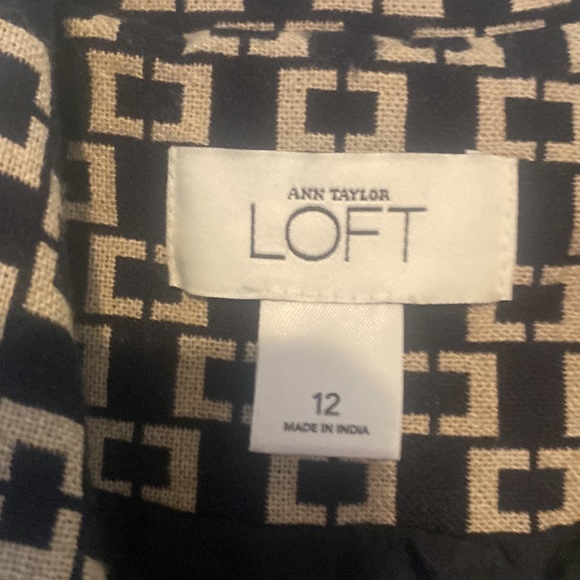 ANN TAYLOR
LOFT
12
MADE IN INDIA